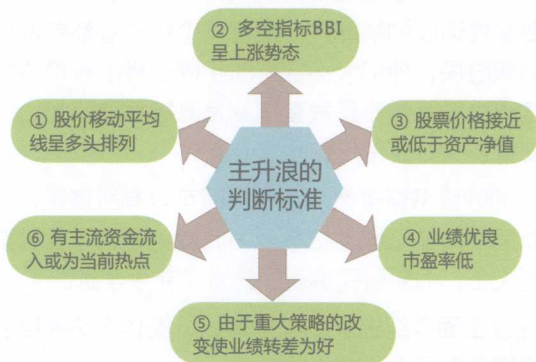 ② 多空指标BBI
呈上涨势态
① 股价移动平均
线呈多头排列
③ 股票价格接近
或低于资产净值
主升浪的
判断标准
⑥ 有主流资金流
入或为当前热点
④ 业绩优良
市盈率低
⑤ 由于重大策略的改
变使业绩转差为好